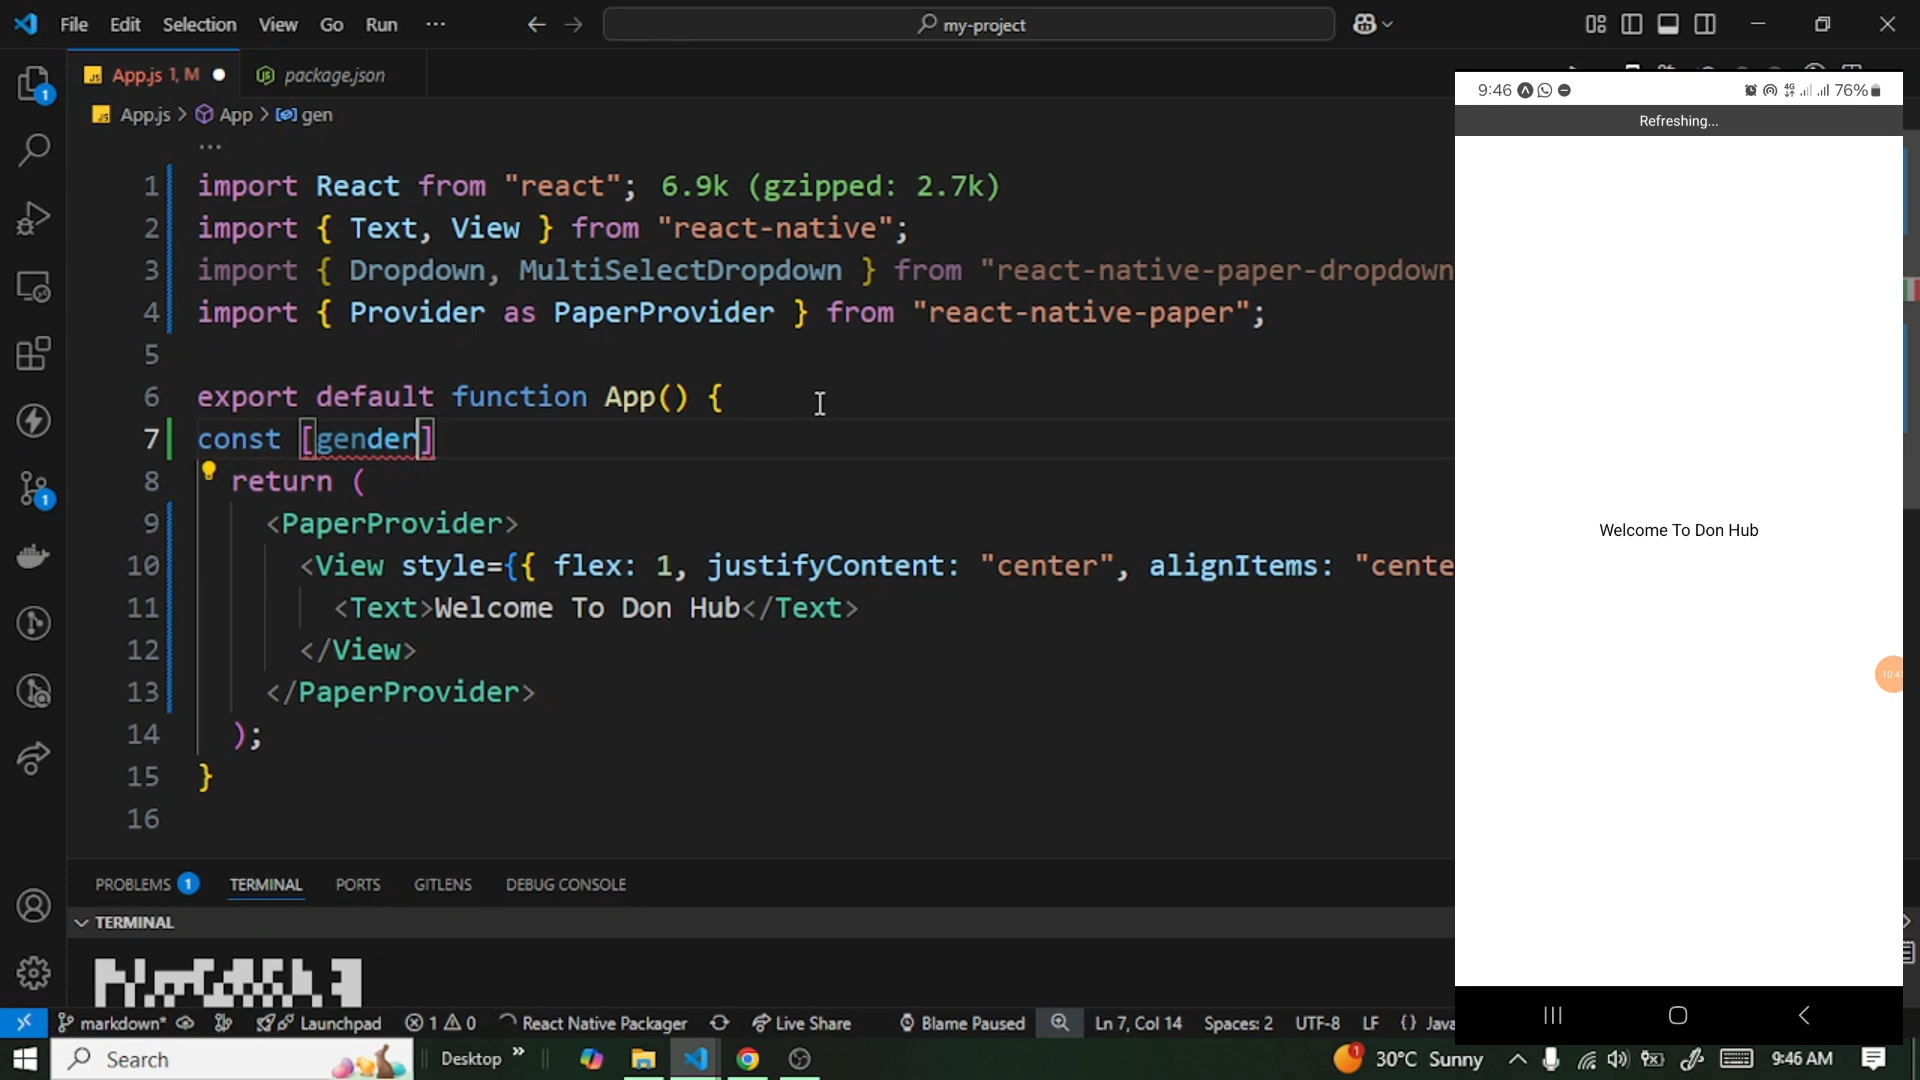 File Edit Selection View Go Run ··· my-project
App.js 1, M package.json
App.js > App > gen
...
1 import React from "react"; 6.9k (gzipped: 2.7k)
2 import { Text, View } from "react-native";
3 import { Dropdown, MultiSelectDropdown } from "react-native-paper-dropdown
4 import { Provider as PaperProvider } from "react-native-paper";
5
6 export default function App() {
7 const [gender]
8 return (
9 <PaperProvider>
10 <View style={{ flex: 1, justifyContent: "center", alignItems: "cente
11 <Text>Welcome To Don Hub</Text>
12 </View>
13 </PaperProvider>
14 );
15 }
16
PROBLEMS 1 TERMINAL PORTS GITLENS DEBUG CONSOLE
TERMINAL
9:46 4G 76%
Refreshing...
Welcome To Don Hub
markdown* Launchpad 1 0 React Native Packager Live Share Blame Paused Ln 7, Col 14 Spaces: 2 UTF-8 LF {} Java
Search Desktop » 1 30°C Sunny 9:46 AM